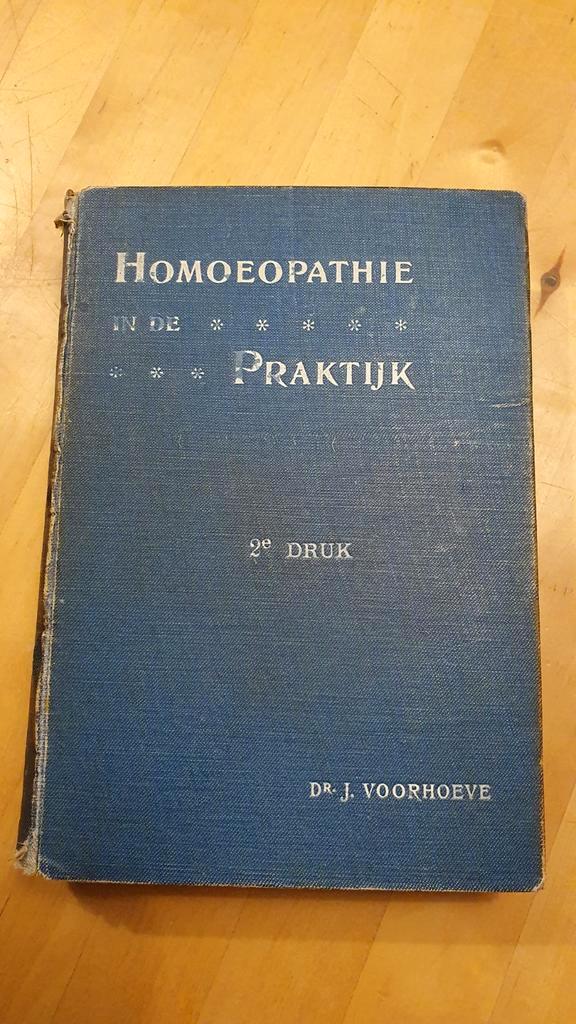 HOMOEOPATHIE
IN DE * * * * *
* * * PRAKTIJK
2e DRUK
DR. J. VOORHOEVE